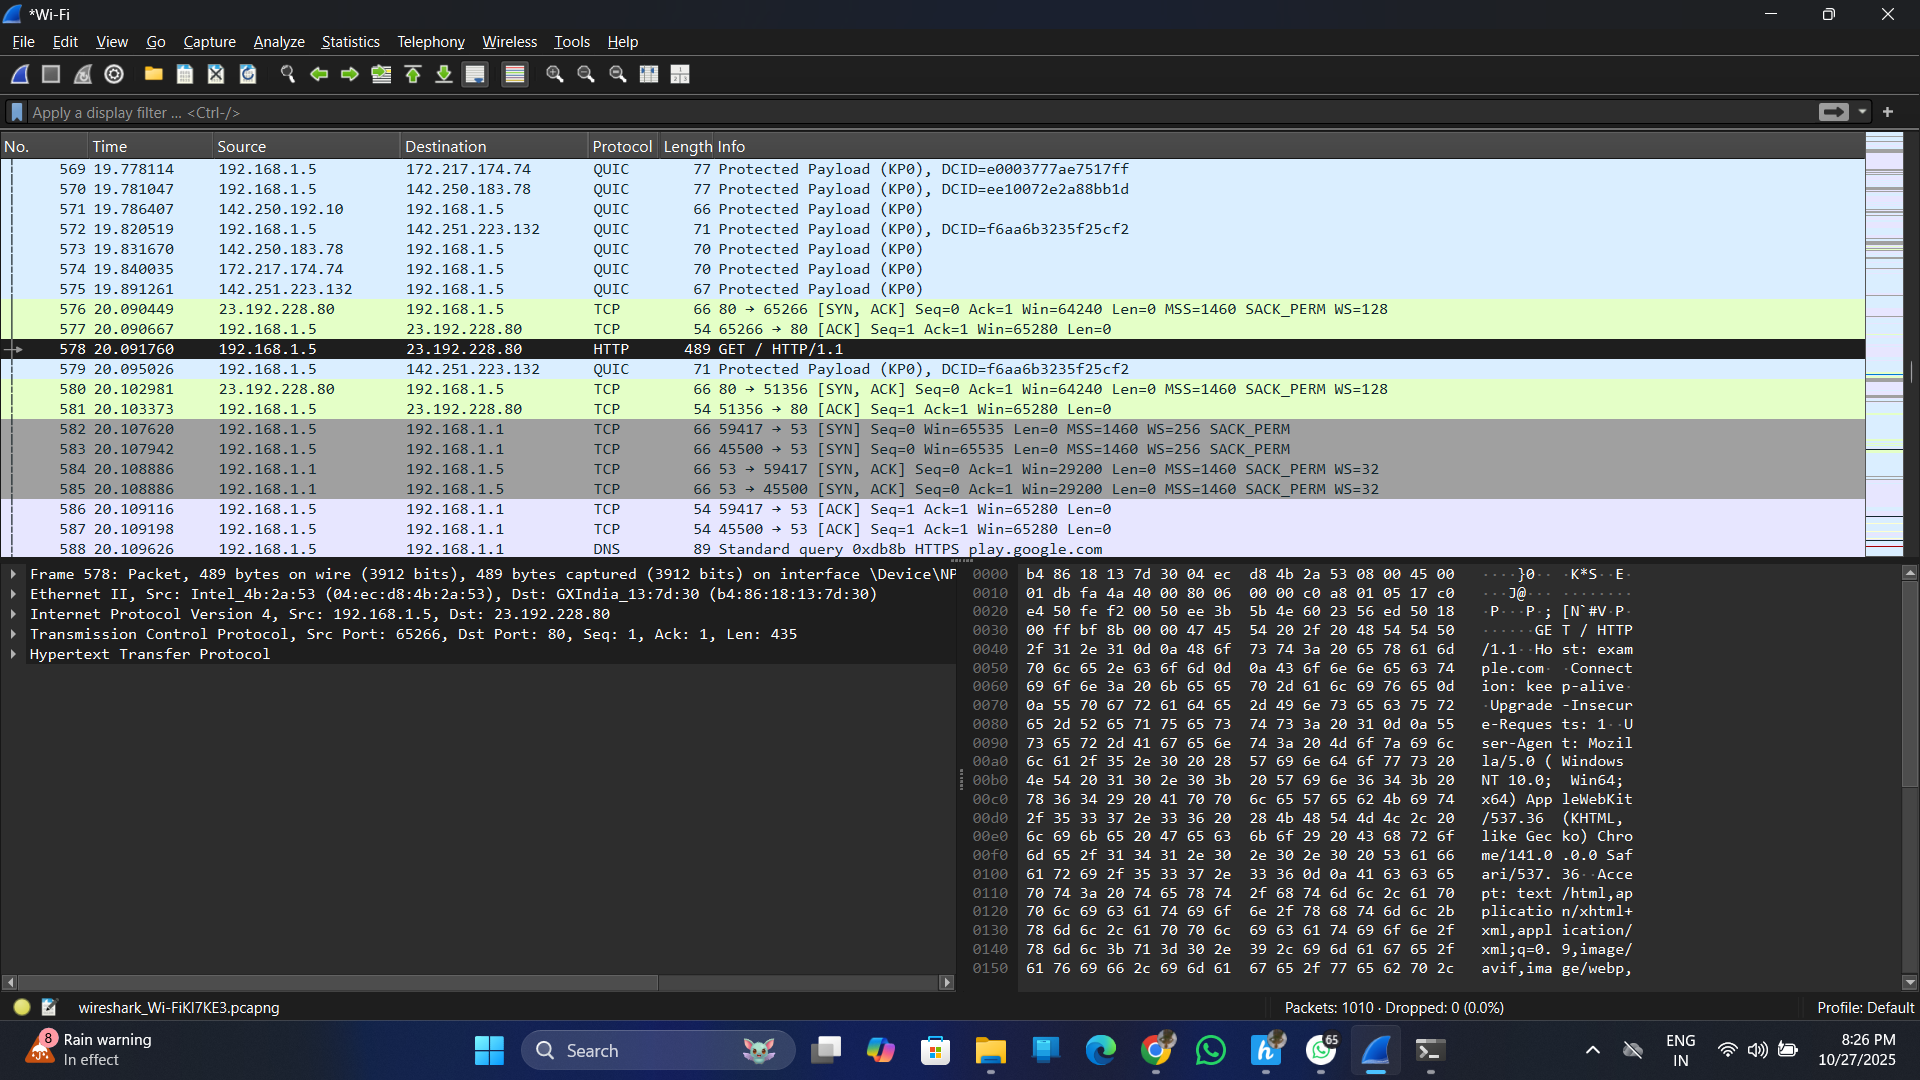 *Wi-Fi
File Edit View Go Capture Analyze Statistics Telephony Wireless Tools Help
Apply a display filter ... <Ctrl-/>
No. Time Source Destination Protocol Length Info
569 19.778114 192.168.1.5 172.217.174.74 QUIC 77 Protected Payload (KP0), DCID=e0003777ae7517ff
570 19.781047 192.168.1.5 142.250.183.78 QUIC 77 Protected Payload (KP0), DCID=ee10072e2a88bb1d
571 19.786407 142.250.192.10 192.168.1.5 QUIC 66 Protected Payload (KP0)
572 19.820519 192.168.1.5 142.251.223.132 QUIC 71 Protected Payload (KP0), DCID=f6aa6b3235f25cf2
573 19.831670 142.250.183.78 192.168.1.5 QUIC 70 Protected Payload (KP0)
574 19.840035 172.217.174.74 192.168.1.5 QUIC 70 Protected Payload (KP0)
575 19.891261 142.251.223.132 192.168.1.5 QUIC 67 Protected Payload (KP0)
576 20.090449 23.192.228.80 192.168.1.5 TCP 66 80 → 65266 [SYN, ACK] Seq=0 Ack=1 Win=64240 Len=0 MSS=1460 SACK_PERM WS=128
577 20.090667 192.168.1.5 23.192.228.80 TCP 54 65266 → 80 [ACK] Seq=1 Ack=1 Win=65280 Len=0
578 20.091760 192.168.1.5 23.192.228.80 HTTP 489 GET / HTTP/1.1
579 20.095026 192.168.1.5 142.251.223.132 QUIC 71 Protected Payload (KP0), DCID=f6aa6b3235f25cf2
580 20.102981 23.192.228.80 192.168.1.5 TCP 66 80 → 51356 [SYN, ACK] Seq=0 Ack=1 Win=64240 Len=0 MSS=1460 SACK_PERM WS=128
581 20.103373 192.168.1.5 23.192.228.80 TCP 54 51356 → 80 [ACK] Seq=1 Ack=1 Win=65280 Len=0
582 20.107620 192.168.1.5 192.168.1.1 TCP 66 59417 → 53 [SYN] Seq=0 Win=65535 Len=0 MSS=1460 WS=256 SACK_PERM
583 20.107942 192.168.1.5 192.168.1.1 TCP 66 45500 → 53 [SYN] Seq=0 Win=65535 Len=0 MSS=1460 WS=256 SACK_PERM
584 20.108886 192.168.1.1 192.168.1.5 TCP 66 53 → 59417 [SYN, ACK] Seq=0 Ack=1 Win=29200 Len=0 MSS=1460 SACK_PERM WS=32
585 20.108886 192.168.1.1 192.168.1.5 TCP 66 53 → 45500 [SYN, ACK] Seq=0 Ack=1 Win=29200 Len=0 MSS=1460 SACK_PERM WS=32
586 20.109116 192.168.1.5 192.168.1.1 TCP 54 59417 → 53 [ACK] Seq=1 Ack=1 Win=65280 Len=0
587 20.109198 192.168.1.5 192.168.1.1 TCP 54 45500 → 53 [ACK] Seq=1 Ack=1 Win=65280 Len=0
588 20.109626 192.168.1.5 192.168.1.1 DNS 89 Standard query 0xdb8b HTTPS play.google.com
Frame 578: Packet, 489 bytes on wire (3912 bits), 489 bytes captured (3912 bits) on interface \Device\NP
Ethernet II, Src: Intel_4b:2a:53 (04:ec:d8:4b:2a:53), Dst: GXIndia_13:7d:30 (b4:86:18:13:7d:30)
Internet Protocol Version 4, Src: 192.168.1.5, Dst: 23.192.228.80
Transmission Control Protocol, Src Port: 65266, Dst Port: 80, Seq: 1, Ack: 1, Len: 435
Hypertext Transfer Protocol
0000 b4 86 18 13 7d 30 04 ec d8 4b 2a 53 08 00 45 00 ····}0·· ·K*S··E·
0010 01 db fa 4a 40 00 80 06 00 00 c0 a8 01 05 17 c0 ···J@··· ········
0020 e4 50 fe f2 00 50 ee 3b 5b 4e 60 23 56 ed 50 18 ·P···P·; [N`#V·P·
0030 00 ff bf 8b 00 00 47 45 54 20 2f 20 48 54 54 50 ······GE T / HTTP
0040 2f 31 2e 31 0d 0a 48 6f 73 74 3a 20 65 78 61 6d /1.1··Ho st: exam
0050 70 6c 65 2e 63 6f 6d 0d 0a 43 6f 6e 6e 65 63 74 ple.com· ·Connect
0060 69 6f 6e 3a 20 6b 65 65 70 2d 61 6c 69 76 65 0d ion: kee p-alive·
0070 0a 55 70 67 72 61 64 65 2d 49 6e 73 65 63 75 72 ·Upgrade -Insecur
0080 65 2d 52 65 71 75 65 73 74 73 3a 20 31 0d 0a 55 e-Reques ts: 1··U
0090 73 65 72 2d 41 67 65 6e 74 3a 20 4d 6f 7a 69 6c ser-Agen t: Mozil
00a0 6c 61 2f 35 2e 30 20 28 57 69 6e 64 6f 77 73 20 la/5.0 ( Windows
00b0 4e 54 20 31 30 2e 30 3b 20 57 69 6e 36 34 3b 20 NT 10.0; Win64;
00c0 78 36 34 29 20 41 70 70 6c 65 57 65 62 4b 69 74 x64) App leWebKit
00d0 2f 35 33 37 2e 33 36 20 28 4b 48 54 4d 4c 2c 20 /537.36 (KHTML,
00e0 6c 69 6b 65 20 47 65 63 6b 6f 29 20 43 68 72 6f like Gec ko) Chro
00f0 6d 65 2f 31 34 31 2e 30 2e 30 2e 30 20 53 61 66 me/141.0 .0.0 Saf
0100 61 72 69 2f 35 33 37 2e 33 36 0d 0a 41 63 63 65 ari/537. 36··Acce
0110 70 74 3a 20 74 65 78 74 2f 68 74 6d 6c 2c 61 70 pt: text /html,ap
0120 70 6c 69 63 61 74 69 6f 6e 2f 78 68 74 6d 6c 2b plicatio n/xhtml+
0130 78 6d 6c 2c 61 70 70 6c 69 63 61 74 69 6f 6e 2f xml,appl ication/
0140 78 6d 6c 3b 71 3d 30 2e 39 2c 69 6d 61 67 65 2f xml;q=0. 9,image/
0150 61 76 69 66 2c 69 6d 61 67 65 2f 77 65 62 70 2c avif,ima ge/webp,
wireshark_Wi-FiKI7KE3.pcapng Packets: 1010 · Dropped: 0 (0.0%) Profile: Default
8 Rain warning
In effect
Search
65
ENG
IN
8:26 PM
10/27/2025